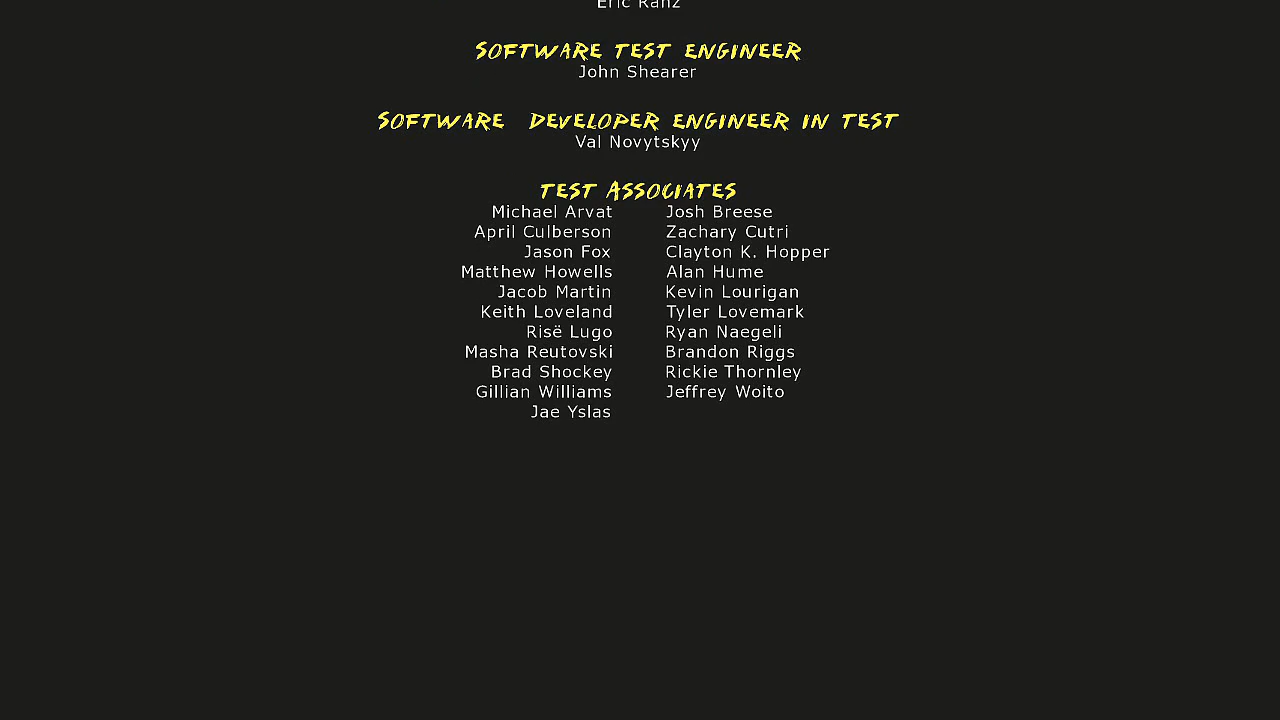 Eric Ranz
SOFTWARE TEST ENGINEER
John Shearer
SOFTWARE DEVELOPER ENGINEER IN TEST
Val Novytskyy
TEST ASSOCIATES
Michael Arvat Josh Breese
April Culberson Zachary Cutri
Jason Fox Clayton K. Hopper
Matthew Howells Alan Hume
Jacob Martin Kevin Lourigan
Keith Loveland Tyler Lovemark
Risë Lugo Ryan Naegeli
Masha Reutovski Brandon Riggs
Brad Shockey Rickie Thornley
Gillian Williams Jeffrey Woito
Jae Yslas